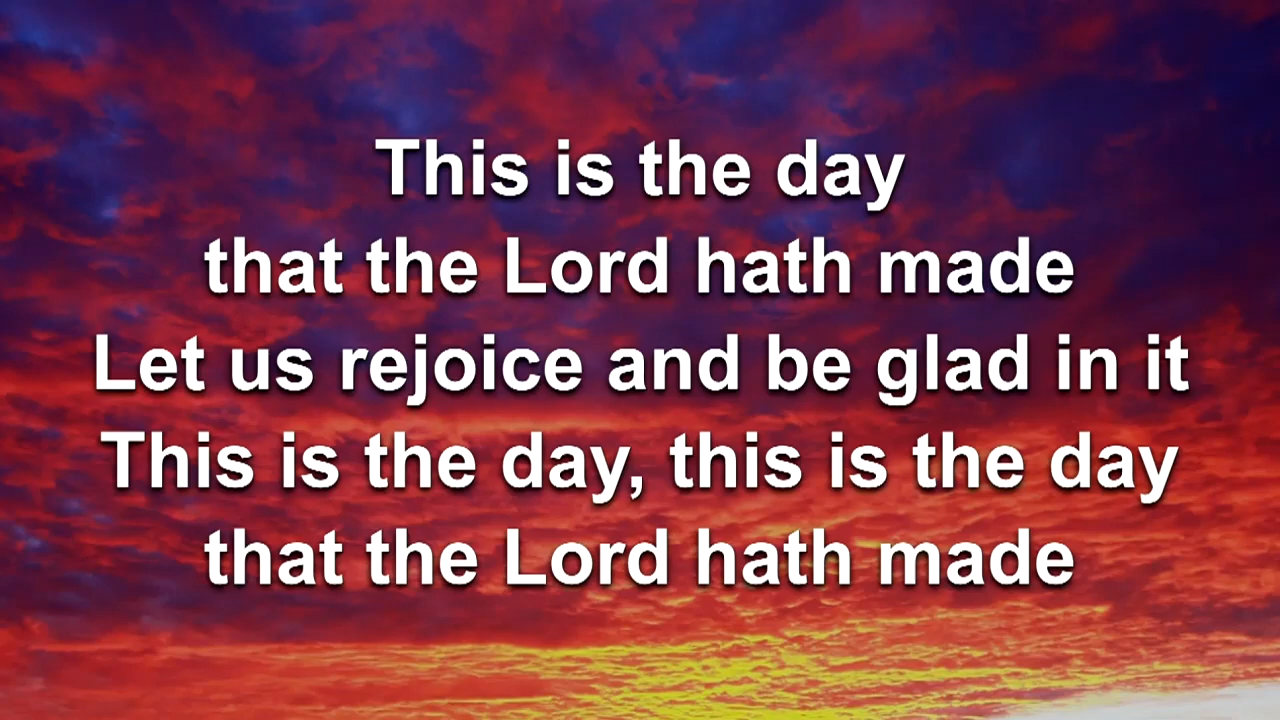 This is the day
that the Lord hath made
Let us rejoice and be glad in it
This is the day, this is the day
that the Lord hath made